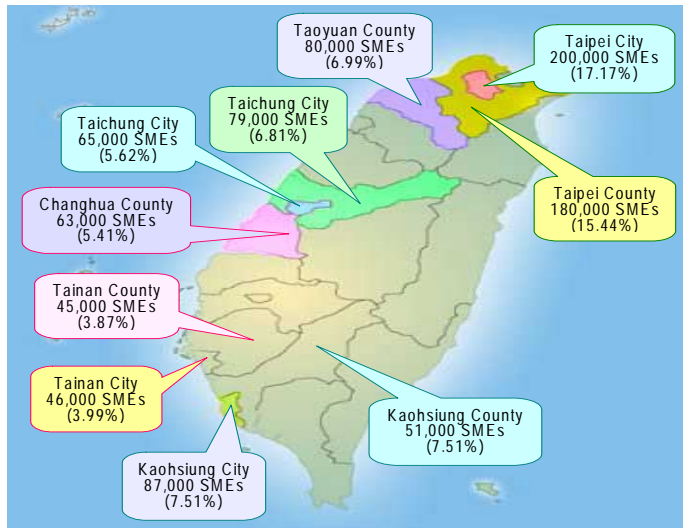 Taoyuan County
80,000 SMEs
(6.99%)
Taipei City
200,000 SMEs
(17.17%)
Taichung City
79,000 SMEs
(6.81%)
Taichung City
65,000 SMEs
(5.62%)
Changhua County
63,000 SMEs
(5.41%)
Taipei County
180,000 SMEs
(15.44%)
Tainan County
45,000 SMEs
(3.87%)
Tainan City
46,000 SMEs
(3.99%)
Kaohsiung County
51,000 SMEs
(7.51%)
Kaohsiung City
87,000 SMEs
(7.51%)